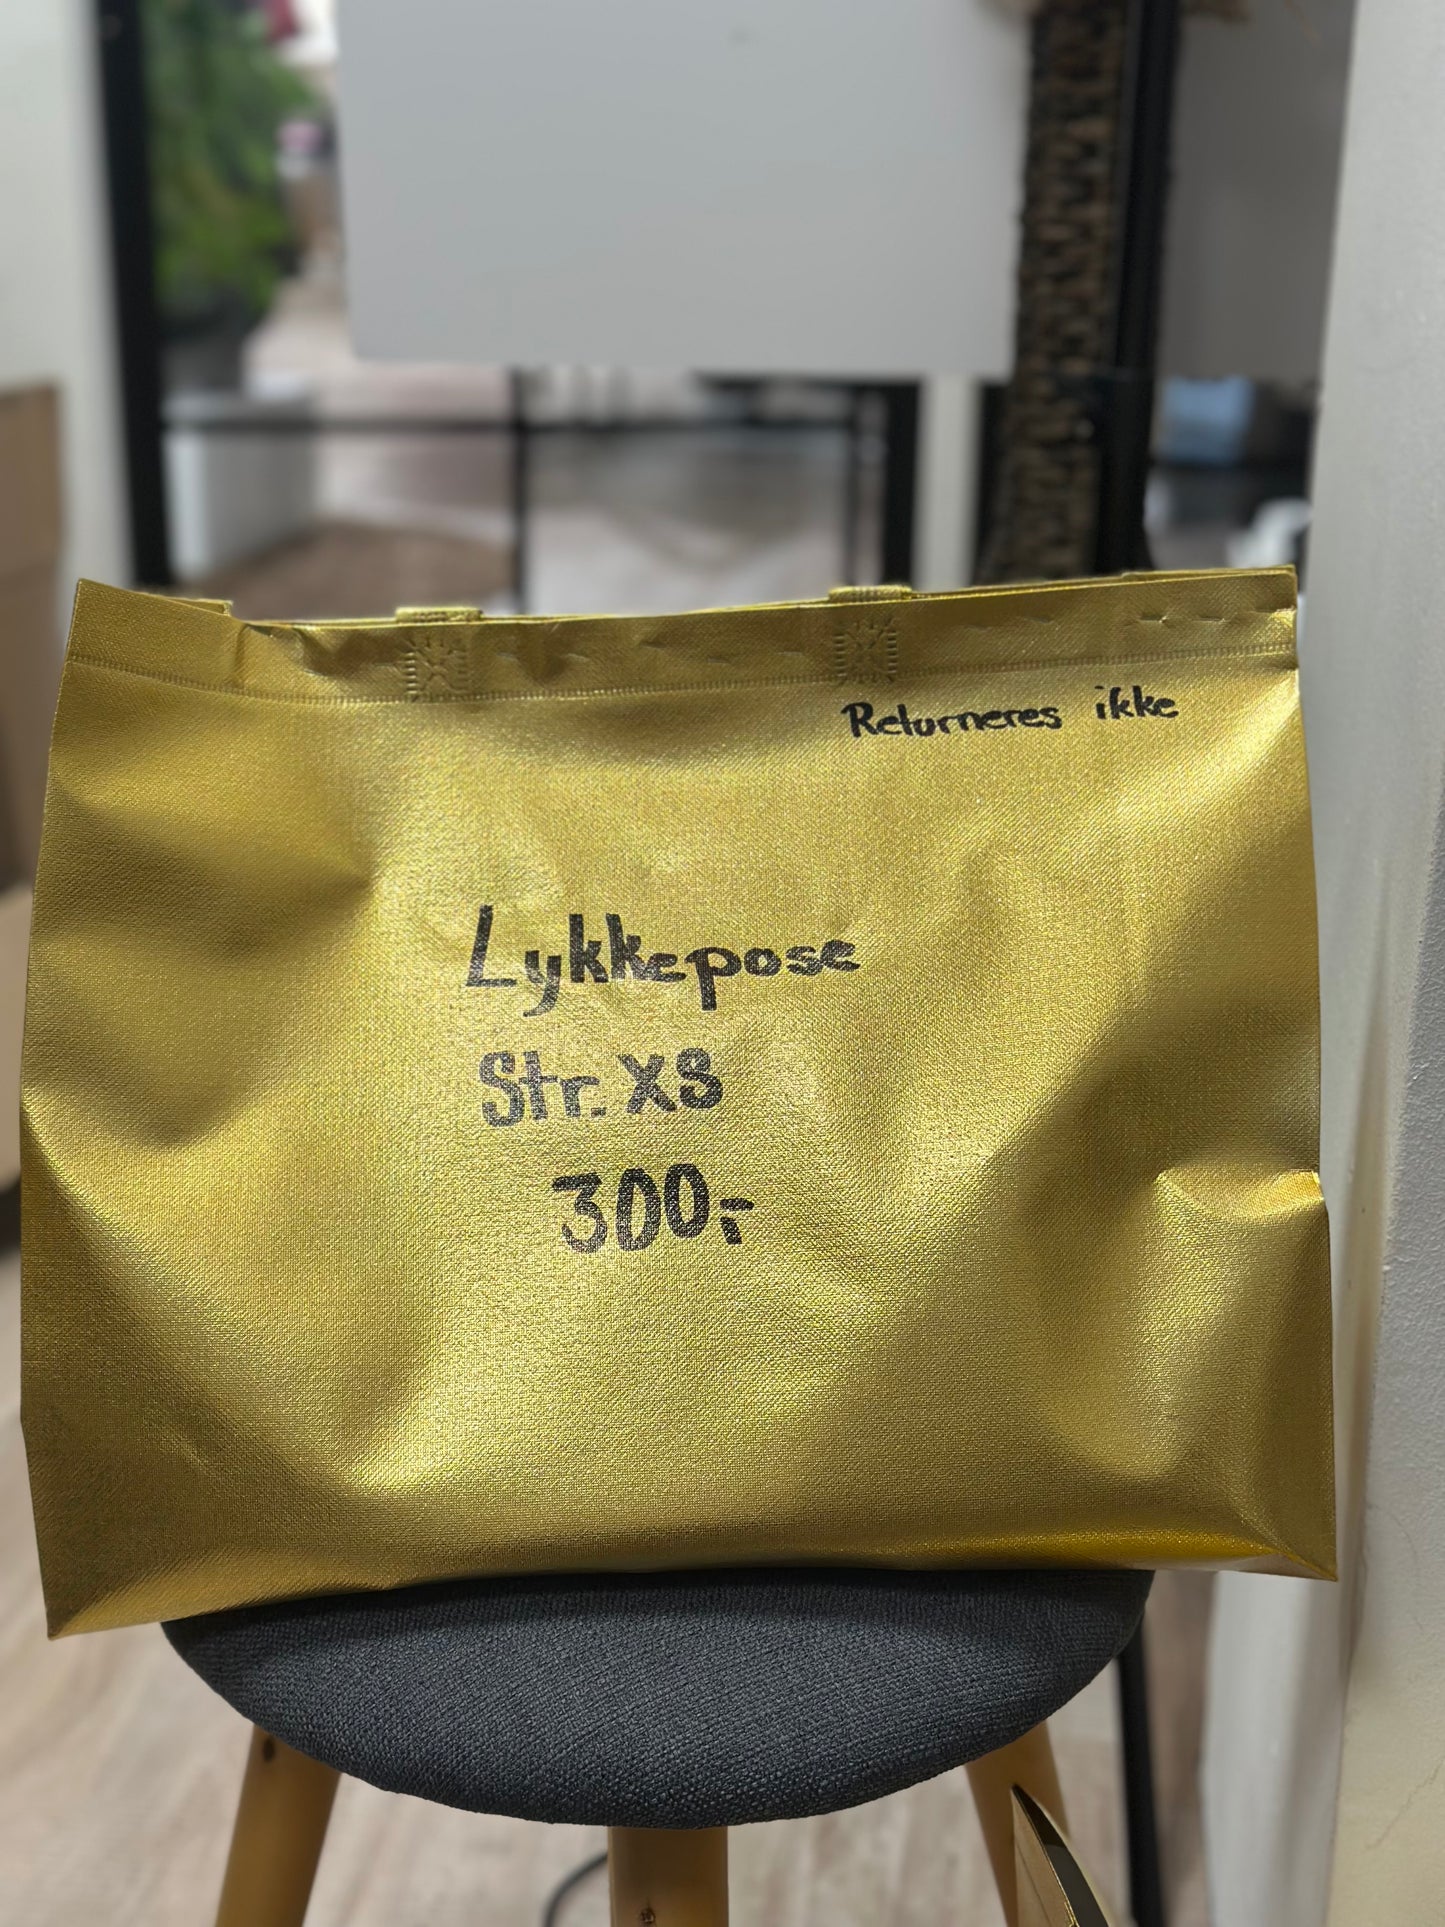 Returneres ikke
Lykkepose
Str. XS
300,-